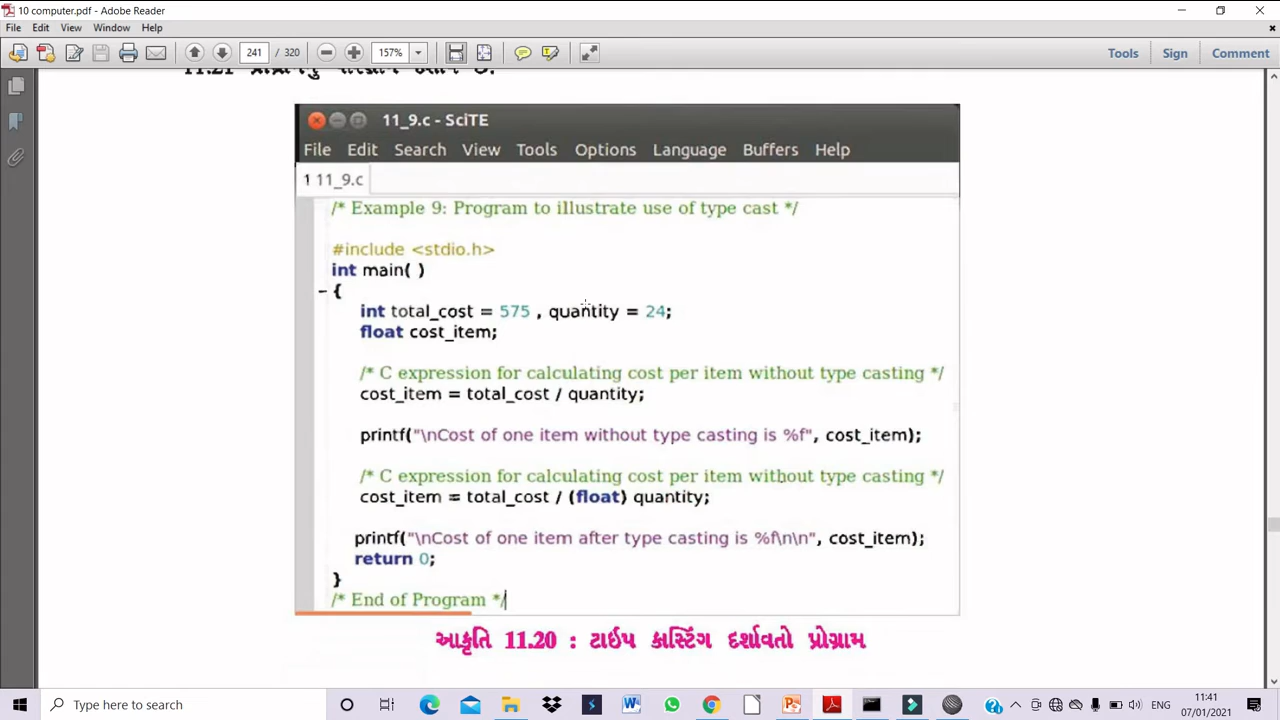 10 computer.pdf - Adobe Reader
File Edit View Window Help
241 / 320 157% Tools Sign Comment
11_9.c - SciTE
File Edit Search View Tools Options Language Buffers Help
1 11_9.c
/* Example 9: Program to illustrate use of type cast */
#include <stdio.h>
int main( )
{
int total_cost = 575 , quantity = 24;
float cost_item;
/* C expression for calculating cost per item without type casting */
cost_item = total_cost / quantity;
printf("\nCost of one item without type casting is %f", cost_item);
/* C expression for calculating cost per item without type casting */
cost_item = total_cost / (float) quantity;
printf("\nCost of one item after type casting is %f\n\n", cost_item);
return 0;
}
/* End of Program */
આકૃતિ 11.20 : ટાઈપ કાસ્ટિંગ દર્શાવતો પ્રોગ્રામ
Type here to search
ENG
11:41
07/01/2021